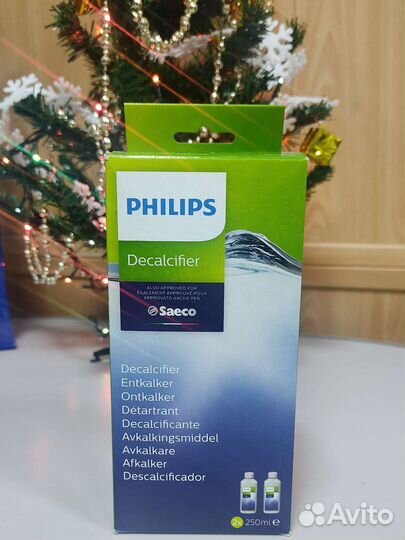 PHILIPS
Decalcifier
ALSO APPROVED FOR
ÉGALEMENT APPROUVÉ POUR
APPROVATO ANCHE PER
Saeco
Decalcifier
Entkalker
Ontkalker
Détartrant
Decalcificante
Avkalkingsmiddel
Avkalkare
Afkalker
Descalcificador
2x 250ml e
Avito